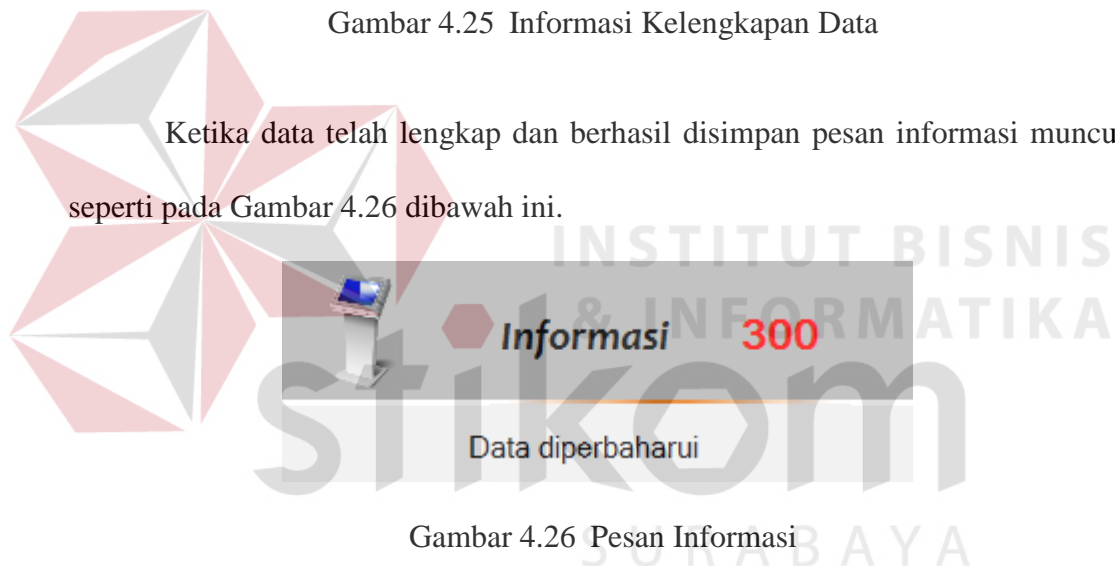 Gambar 4.25 Informasi Kelengkapan Data
Ketika data telah lengkap dan berhasil disimpan pesan informasi muncu
seperti pada Gambar 4.26 dibawah ini.
INSTITUT BISNIS
& INFORMATIKA
Informasi 300
stikom
Data diperbaharui
Gambar 4.26 Pesan Informasi
SURABAYA